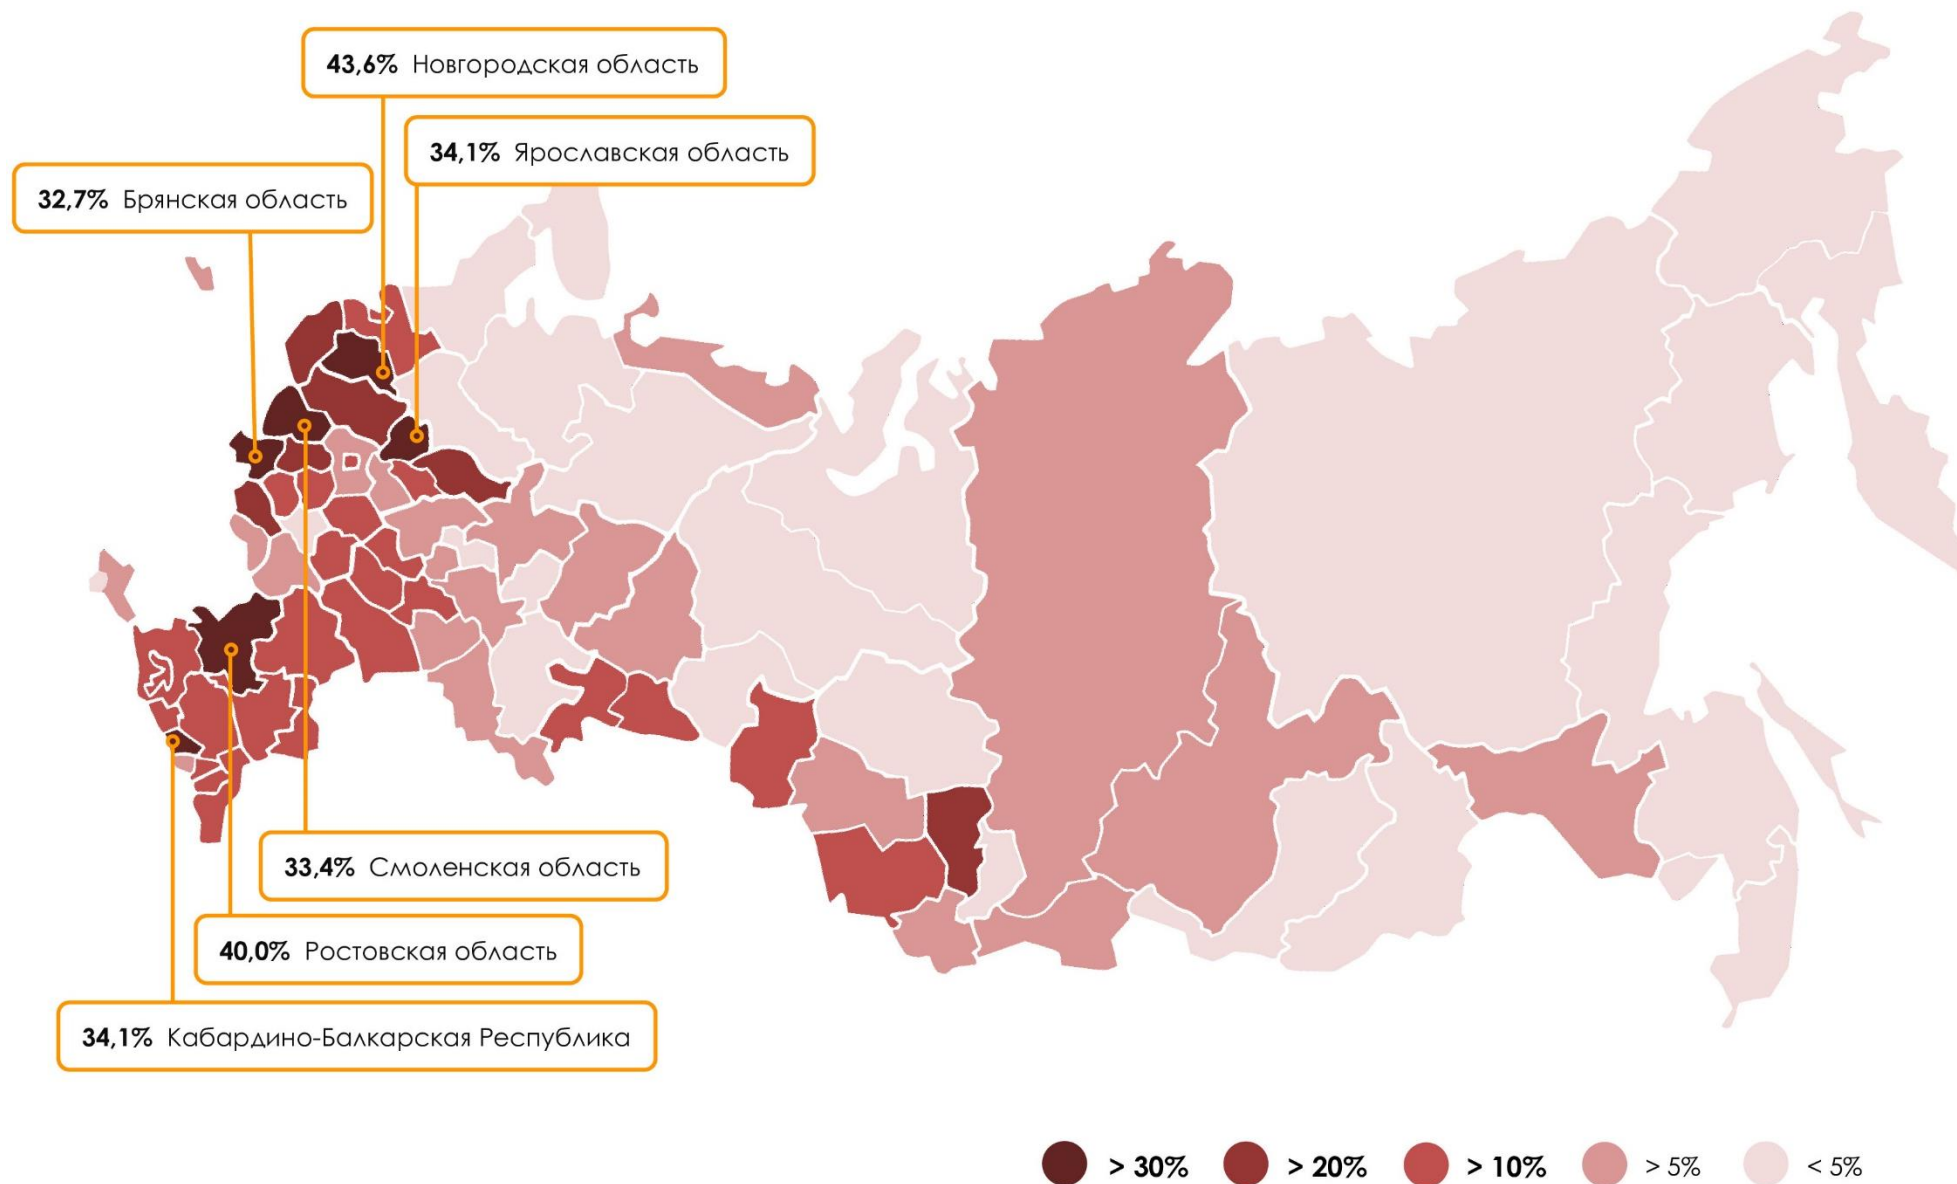 43,6% Новгородская область
34,1% Ярославская область
32,7% Брянская область
33,4% Смоленская область
40,0% Ростовская область
34,1% Кабардино-Балкарская Республика
> 30% > 20% > 10% > 5% < 5%